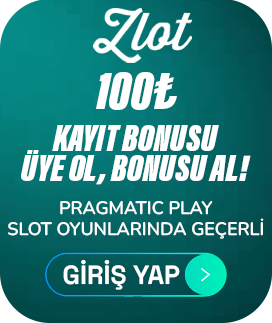 Zlot
100₺
KAYIT BONUSU
ÜYE OL, BONUSU AL!
PRAGMATIC PLAY
SLOT OYUNLARINDA GEÇERLİ
GİRİŞ YAP